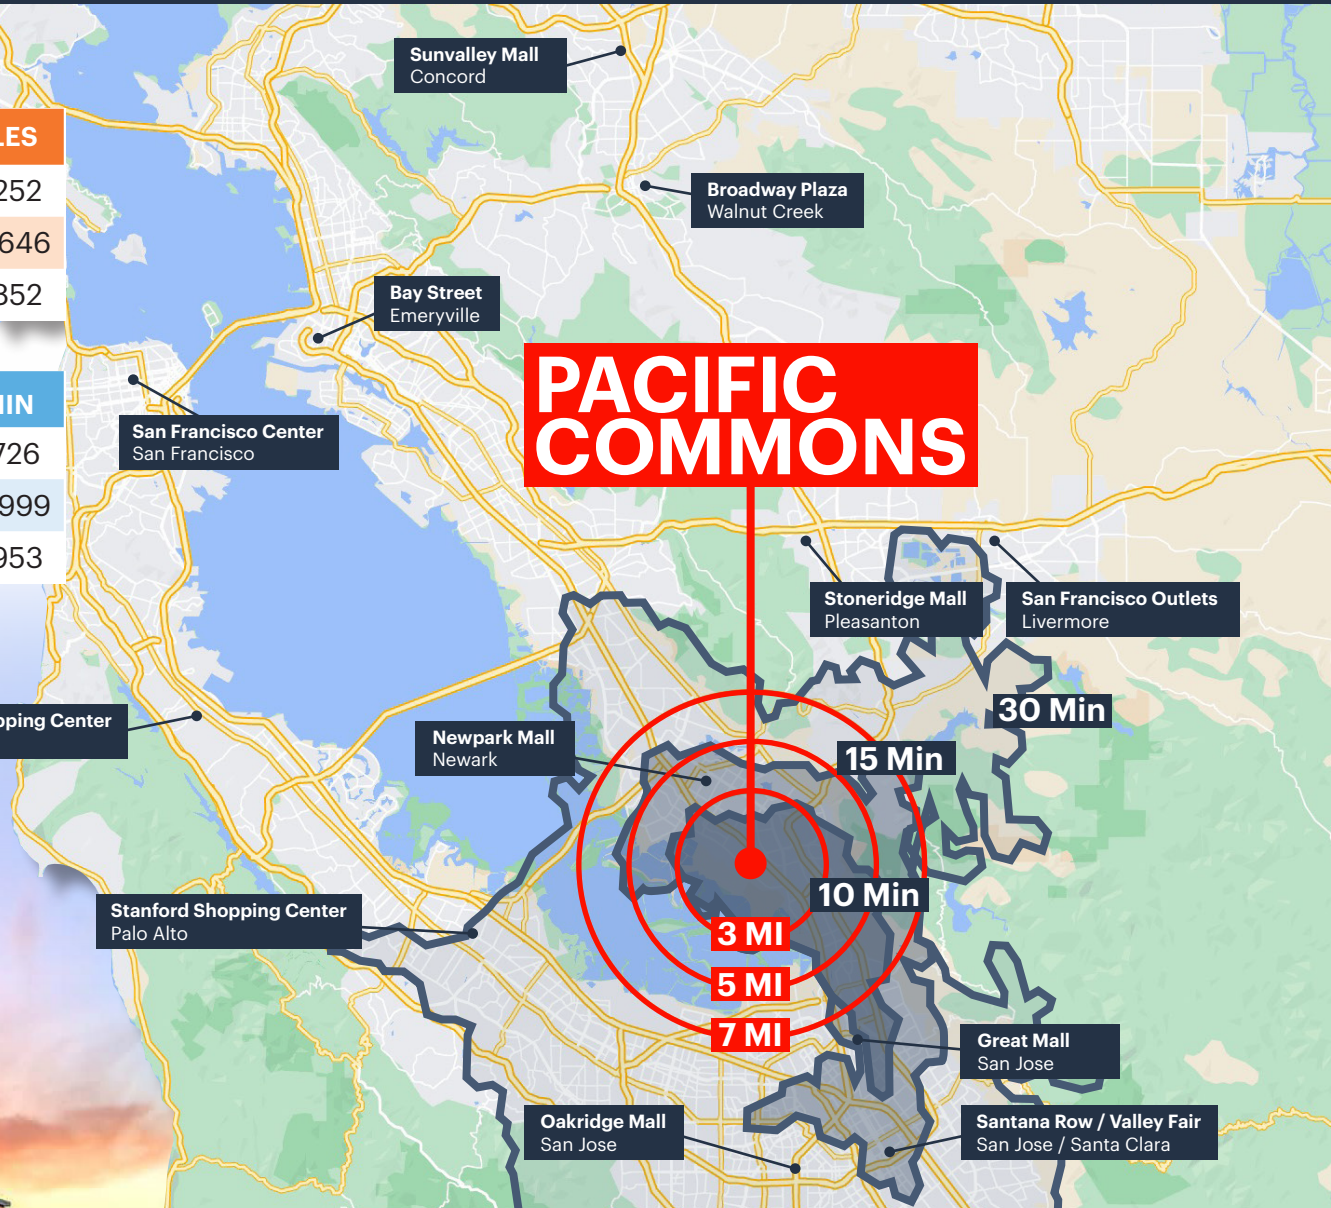 Sunvalley Mall
Concord
Broadway Plaza
Walnut Creek
Bay Street
Emeryville
PACIFIC
COMMONS
San Francisco Center
San Francisco
252
646
352
726
999
953
Stoneridge Mall
Pleasanton
San Francisco Outlets
Livermore
30 Min
pping Center
Newpark Mall
Newark
15 Min
10 Min
Stanford Shopping Center
Palo Alto
3 MI
5 MI
7 MI
Great Mall
San Jose
Oakridge Mall
San Jose
Santana Row / Valley Fair
San Jose / Santa Clara